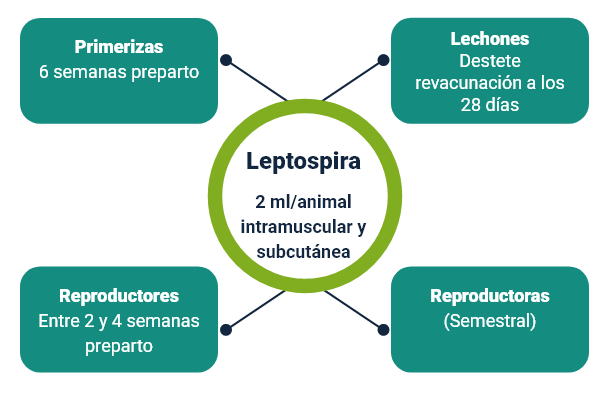 Primerizas
6 semanas preparto
Lechones
Destete
revacunación a los
28 días
Leptospira
2 ml/animal
intramuscular y
subcutánea
Reproductores
Entre 2 y 4 semanas
preparto
Reproductoras
(Semestral)